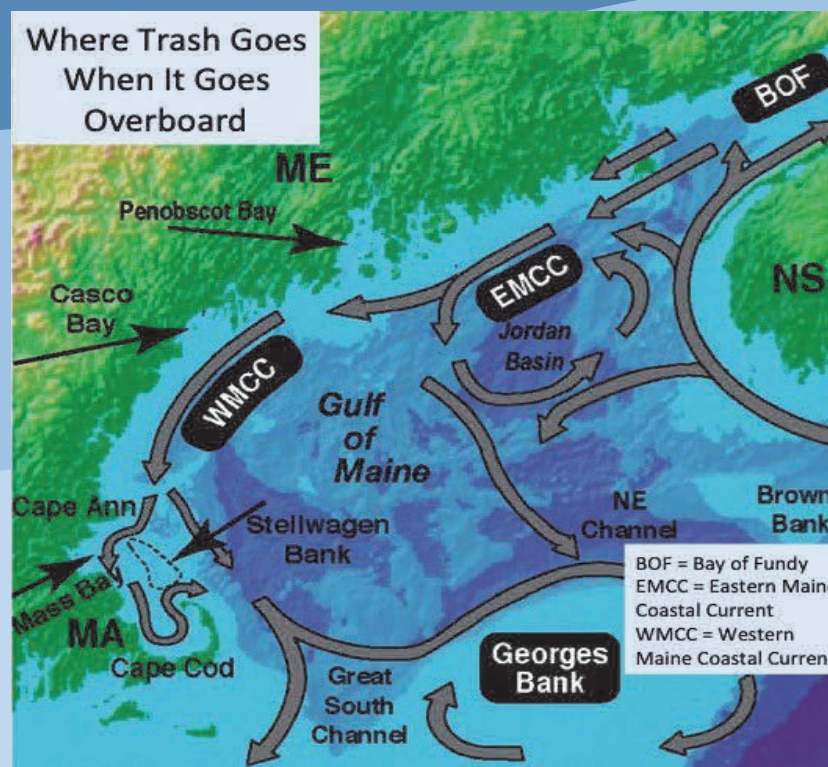 Where Trash Goes
When It Goes
Overboard
BOF
ME
Penobscot Bay
NS
EMCC
Casco
Bay
Jordan
Basin
WMCC
Gulf
of
Maine
Cape Ann
Stellwagen
Bank
NE
Channel
Brown
Bank
Mass Bay
MA
Cape Cod
BOF = Bay of Fundy
EMCC = Eastern Maine
Coastal Current
WMCC = Western
Maine Coastal Curren
Georges
Bank
Great
South
Channel